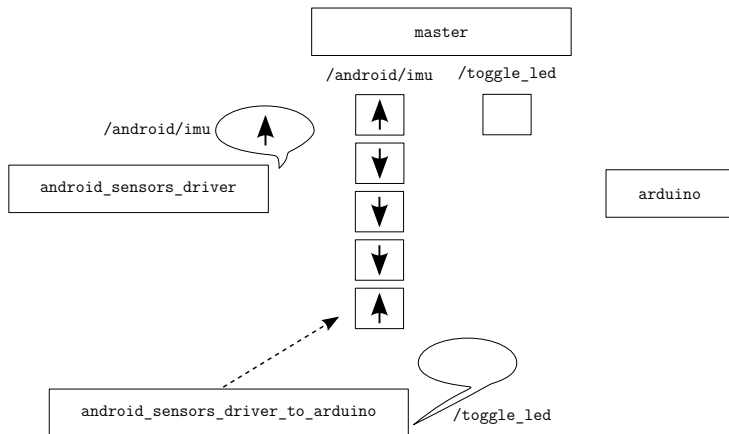 master
/android/imu
/toggle_led
/android/imu
android_sensors_driver
arduino
android_sensors_driver_to_arduino
/toggle_led